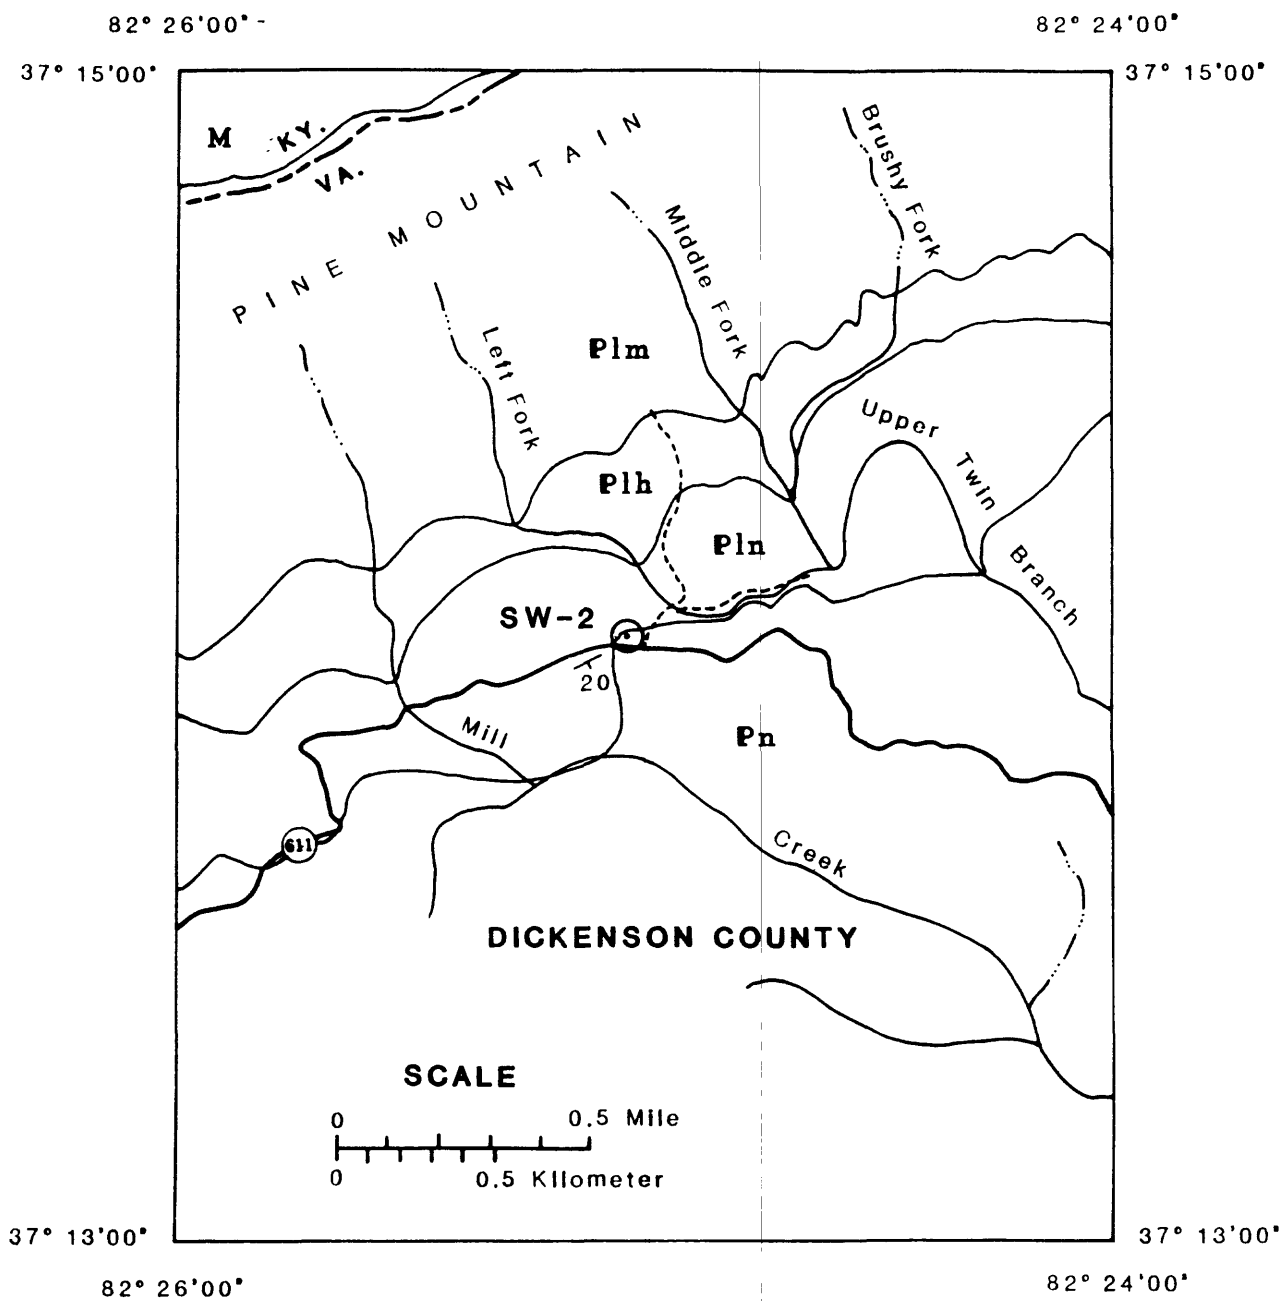 82° 26'00" 82° 24'00"
37° 15'00" 37° 15'00"
M KY.
VA.
PINE MOUNTAIN
Brushy Fork
Middle Fork
Left Fork
Plm
Upper Twin Branch
Plh
Pln
SW-2
20
Mill Creek
Pn
611
DICKENSON COUNTY
SCALE
0 0.5 Mile
0 0.5 Kilometer
37° 13'00" 37° 13'00"
82° 26'00" 82° 24'00"